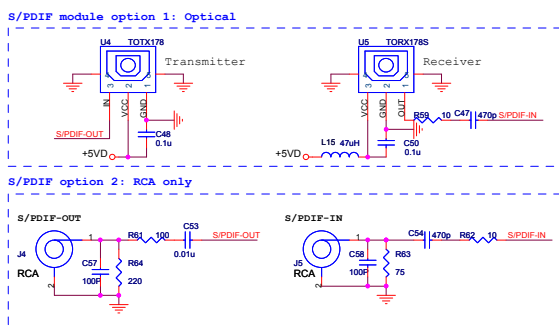 S/PDIF module option 1: Optical
U4 TOTX178
Transmitter
3 2 1
IN
VCC
GND
S/PDIF-OUT
C48
0.1u
+5VD
U5 TORX178S
Receiver
3 2 1
VCC
GND
OUT
R59 10
C47 470p
S/PDIF-IN
L15 47uH
C50
0.1u
+5VD
S/PDIF option 2: RCA only
S/PDIF-OUT
1
R61 100
C53
0.01u
S/PDIF-OUT
J4
RCA
2
C57
100P
R64
220
S/PDIF-IN
1
C54 470p
R62 10
S/PDIF-IN
J5
RCA
2
C58
100P
R63
75